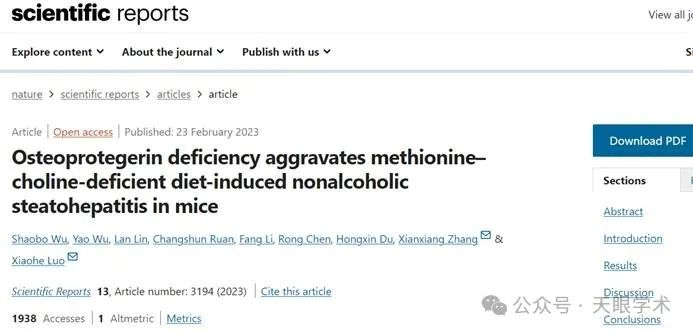 scientific reports
View all j
Explore content
About the journal
Publish with us
Si
nature > scientific reports > articles > article
Article | Open access | Published: 23 February 2023
Osteoprotegerin deficiency aggravates methionine–
choline-deficient diet-induced nonalcoholic
steatohepatitis in mice
Shaobo Wu, Yao Wu, Lan Lin, Changshun Ruan, Fang Li, Rong Chen, Hongxin Du, Xianxiang Zhang &
Xiaohe Luo
Scientific Reports 13, Article number: 3194 (2023) | Cite this article
1938 Accesses | 1 Altmetric | Metrics
Download PDF
Sections
Abstract
Introduction
Results
Discussion
Conclusions
公众号 · 天眼学术